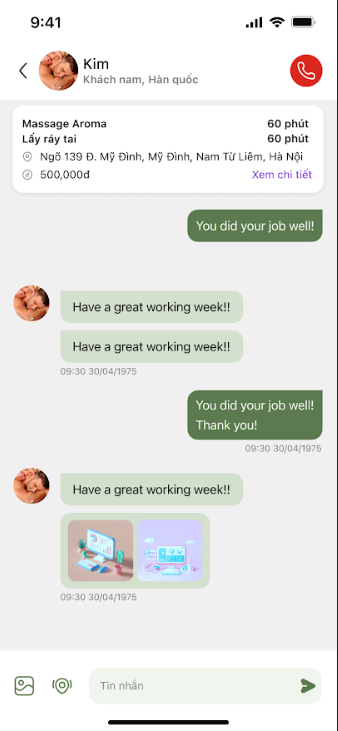 9:41
Kim
Khách nam, Hàn quốc
Massage Aroma 60 phút
Lấy ráy tai 60 phút
Ngõ 139 Đ. Mỹ Đình, Mỹ Đình, Nam Từ Liêm, Hà Nội
500,000đ Xem chi tiết
You did your job well!
Have a great working week!!
Have a great working week!!
09:30 30/04/1975
You did your job well!
Thank you!
09:30 30/04/1975
Have a great working week!!
09:30 30/04/1975
Tin nhắn